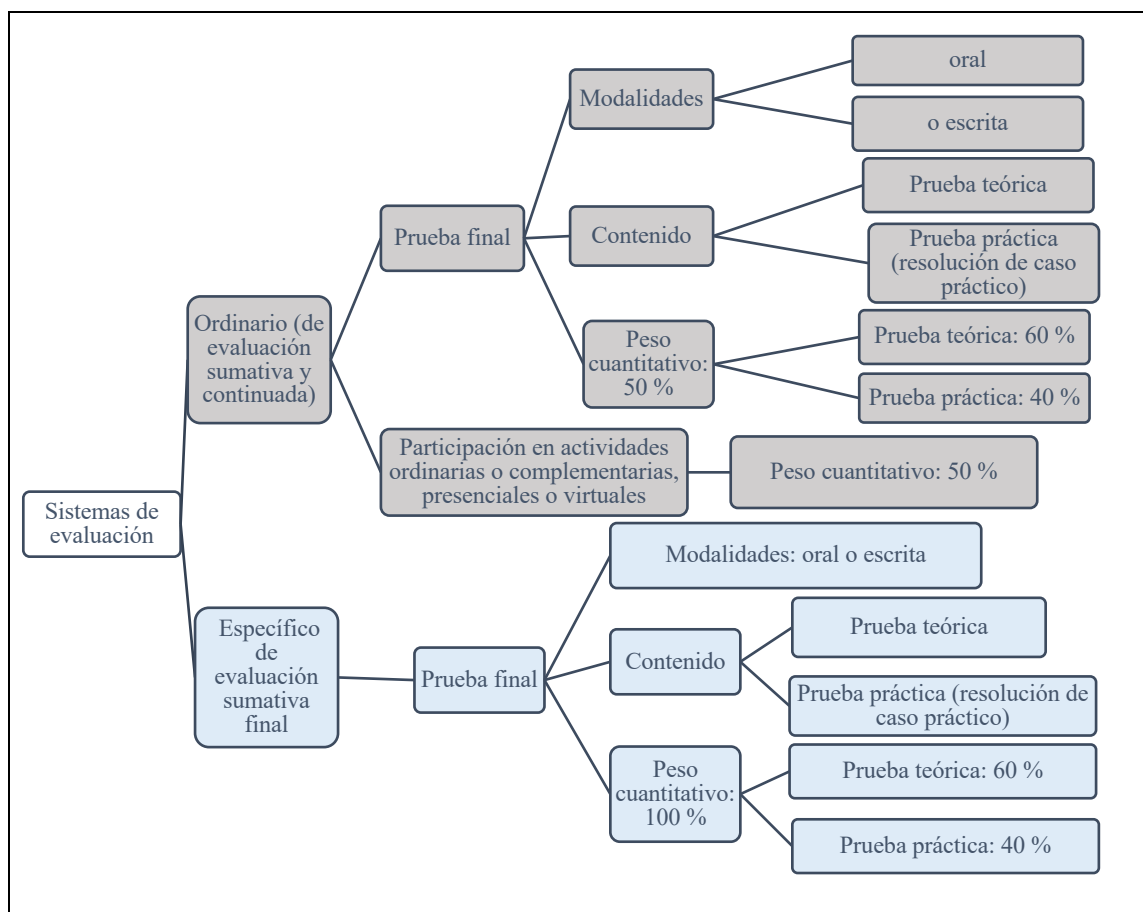 Sistemas de
evaluación
Ordinario (de
evaluación
sumativa y
continuada)
Prueba final
Modalidades
oral
o escrita
Contenido
Prueba teórica
Prueba práctica
(resolución de caso
práctico)
Peso
cuantitativo:
50 %
Prueba teórica: 60 %
Prueba práctica: 40 %
Participación en actividades
ordinarias o complementarias,
presenciales o virtuales
Peso cuantitativo: 50 %
Específico
de
evaluación
sumativa
final
Prueba final
Modalidades: oral o escrita
Contenido
Prueba teórica
Prueba práctica (resolución de
caso práctico)
Peso
cuantitativo:
100 %
Prueba teórica: 60 %
Prueba práctica: 40 %